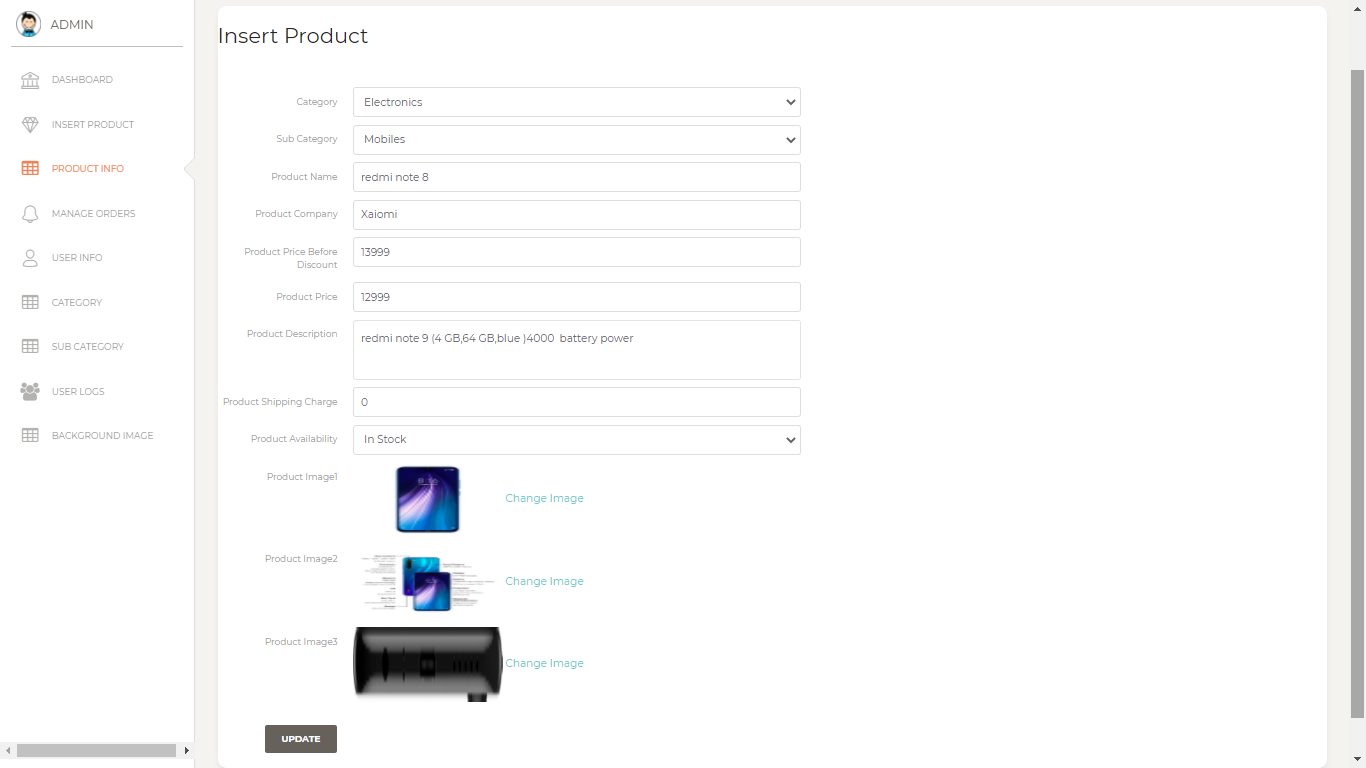 ADMIN
DASHBOARD
INSERT PRODUCT
PRODUCT INFO
MANAGE ORDERS
USER INFO
CATEGORY
SUB CATEGORY
USER LOGS
BACKGROUND IMAGE
Insert Product
Category
Electronics
Sub Category
Mobiles
Product Name
redmi note 8
Product Company
Xaiomi
Product Price Before
Discount
13999
Product Price
12999
Product Description
redmi note 9 (4 GB,64 GB,blue )4000  battery power
Product Shipping Charge
0
Product Availability
In Stock
Product Image1
Change Image
Product Image2
Change Image
Product Image3
Change Image
UPDATE